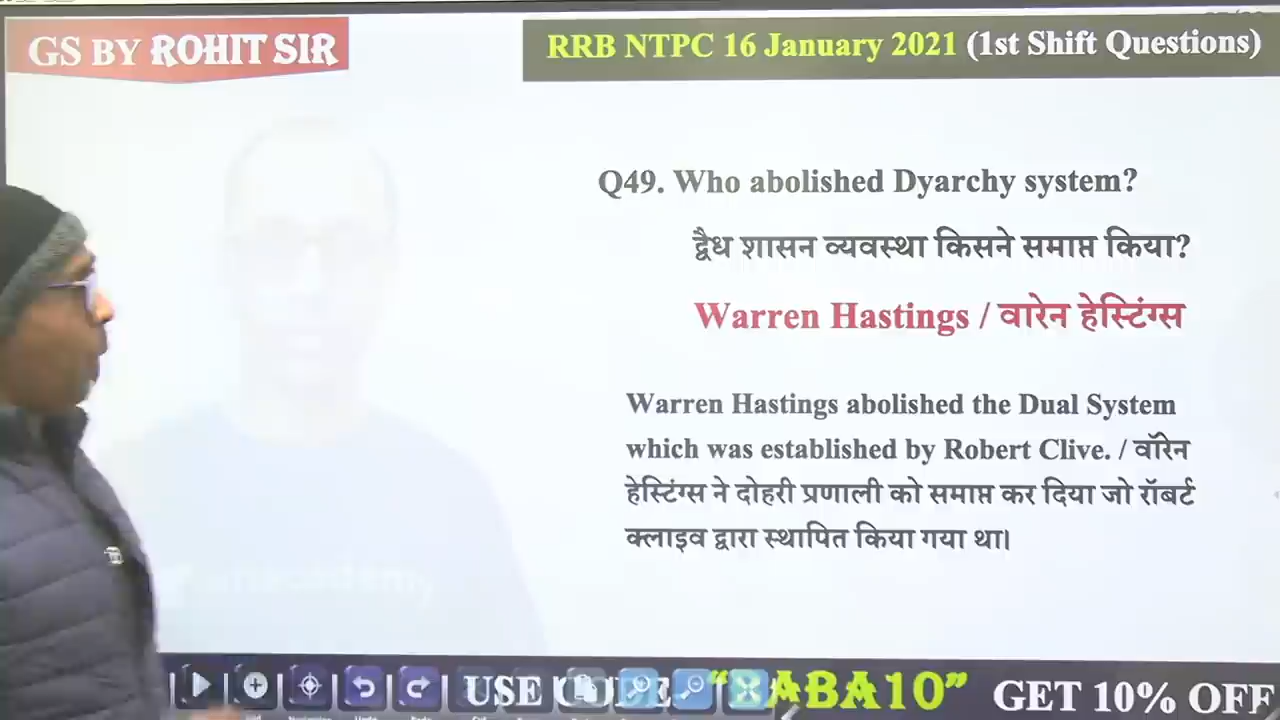 GS BY ROHIT SIR
RRB NTPC 16 January 2021 (1st Shift Questions)
Q49. Who abolished Dyarchy system?
द्वैध शासन व्यवस्था किसने समाप्त किया?
Warren Hastings / वारेन हेस्टिंग्स
Warren Hastings abolished the Dual System
which was established by Robert Clive. / वॉरेन
हेस्टिंग्स ने दोहरी प्रणाली को समाप्त कर दिया जो रॉबर्ट
क्लाइव द्वारा स्थापित किया गया था।
USE CODE "BABA10" GET 10% OFF